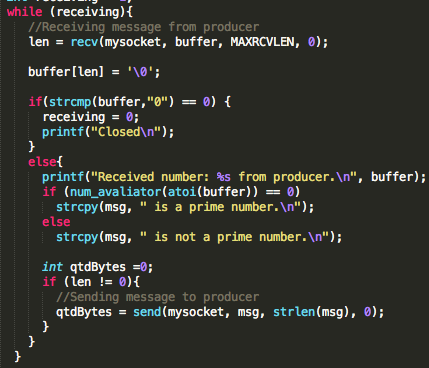 while (receiving){
//Receiving message from producer
len = recv(mysocket, buffer, MAXRCVLEN, 0);
buffer[len] = '\0';
if(strcmp(buffer,"0") == 0) {
receiving = 0;
printf("Closed\n");
}
else{
printf("Received number: %s from producer.\n", buffer);
if (num_avaliator(atoi(buffer)) == 0)
strcpy(msg, " is a prime number.\n");
else
strcpy(msg, " is not a prime number.\n");
int qtdBytes =0;
if (len != 0){
//Sending message to producer
qtdBytes = send(mysocket, msg, strlen(msg), 0);
}
}
}